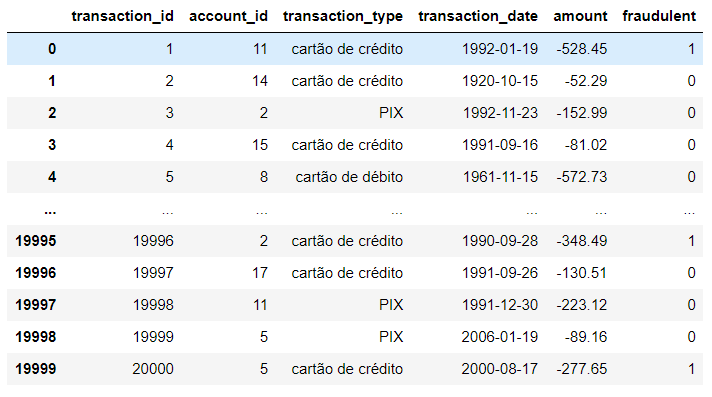 transaction_id account_id transaction_type transaction_date amount fraudulent
0 1 11 cartão de crédito 1992-01-19 -528.45 1
1 2 14 cartão de crédito 1920-10-15 -52.29 0
2 3 2 PIX 1992-11-23 -152.99 0
3 4 15 cartão de crédito 1991-09-16 -81.02 0
4 5 8 cartão de débito 1961-11-15 -572.73 0
... ... ... ... ... ... ...
19995 19996 2 cartão de crédito 1990-09-28 -348.49 1
19996 19997 17 cartão de crédito 1991-09-26 -130.51 0
19997 19998 11 PIX 1991-12-30 -223.12 0
19998 19999 5 PIX 2006-01-19 -89.16 0
19999 20000 5 cartão de crédito 2000-08-17 -277.65 1